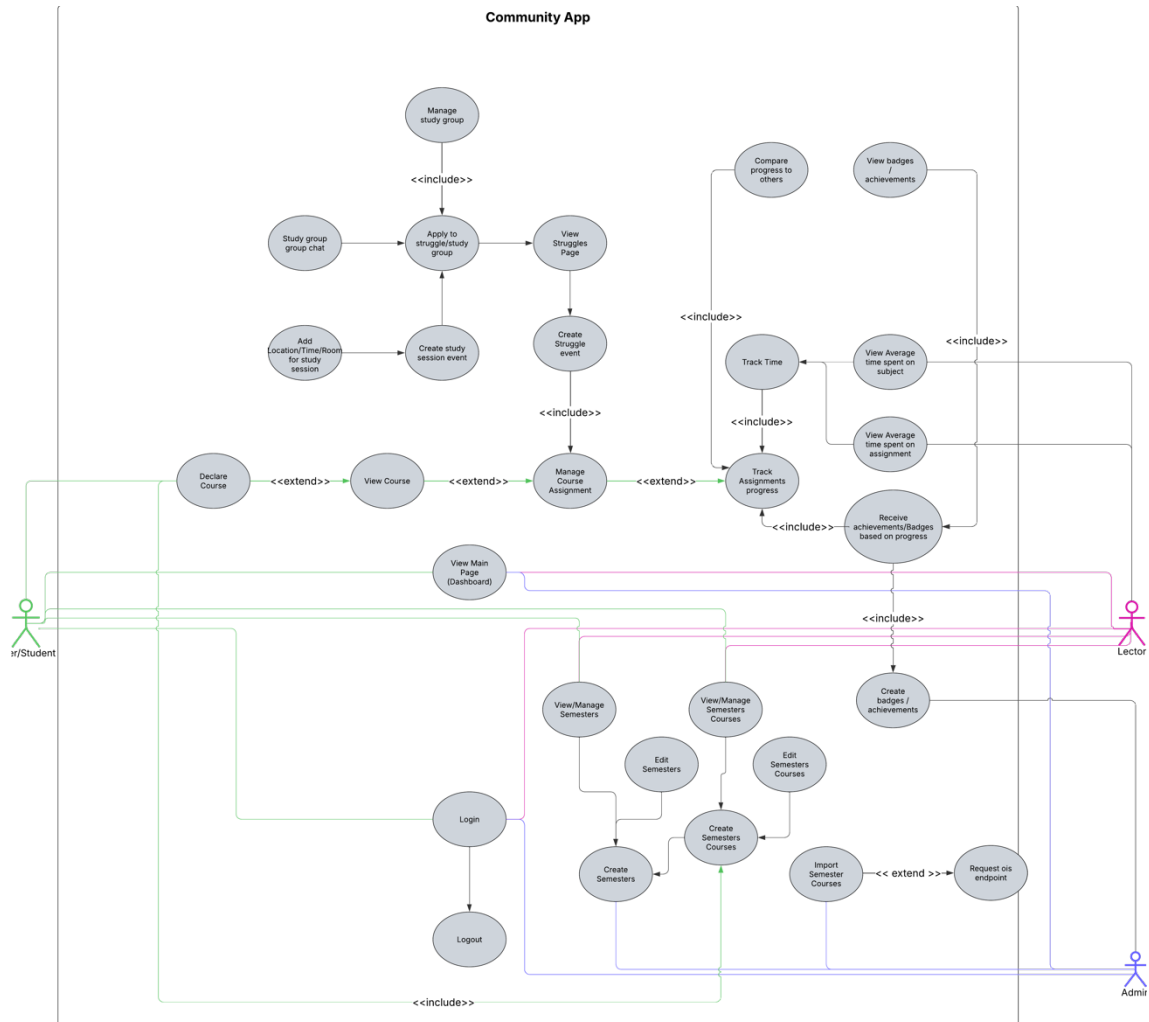 Community App
Manage
study group
<<include>>
Compare
progress to
others
View badges
/
achievements
Study group
group chat
Apply to
struggle/study
group
View
Struggles
Page
<<include>>
Add
Location/Time/Room
for study
session
Create study
session event
Create
Struggle
event
<<include>>
Track Time
View Average
time spent on
subject
<<include>>
<<include>>
View Average
time spent on
assignment
Declare
Course
<<extend>>
View Course
<<extend>>
Manage
Course
Assignment
<<extend>>
Track
Assignments
progress
<<include>>
Receive
achievements/Badges
based on progress
View Main
Page
(Dashboard)
<<include>>
er/Student
Lector
View/Manage
Semesters
View/Manage
Semesters
Courses
Create
badges /
achievements
Edit
Semesters
Edit
Semesters
Courses
Login
Create
Semesters
Courses
Create
Semesters
Import
Semester
Courses
<< extend >>
Request ois
endpoint
Logout
Admin
<<include>>